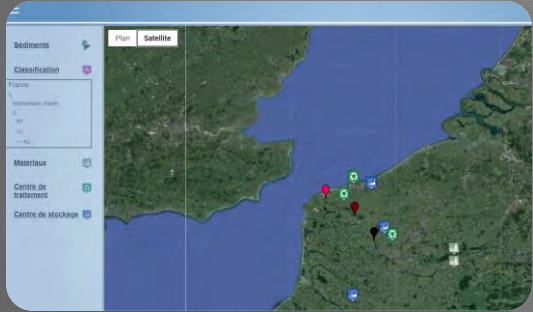 Sédiments
Classification
France
Immersion marin
Matériaux
Centre de
traitement
Centre de stockage
Plan
Satellite